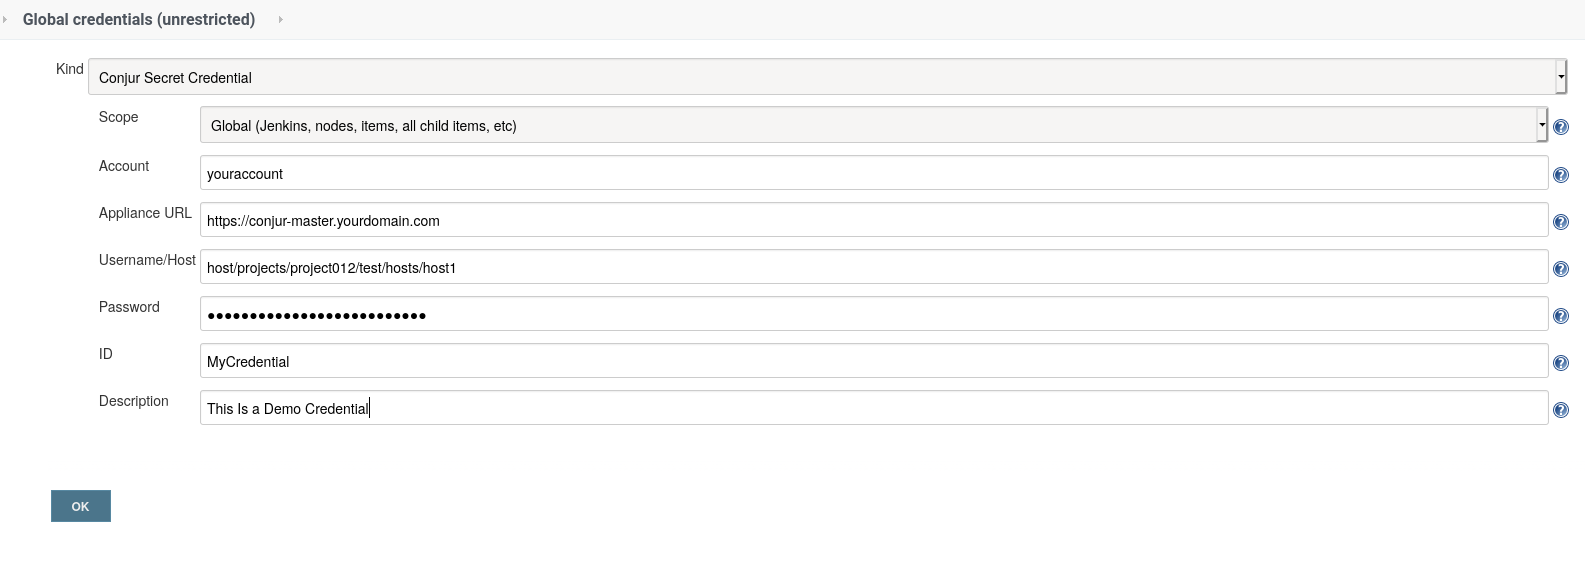 Global credentials (unrestricted)
Kind
Conjur Secret Credential
Scope
Global (Jenkins, nodes, items, all child items, etc)
Account
youraccount
Appliance URL
https://conjur-master.yourdomain.com
Username/Host
host/projects/project012/test/hosts/host1
Password
••••••••••••••••••••••••••
ID
MyCredential
Description
This Is a Demo Credential
OK